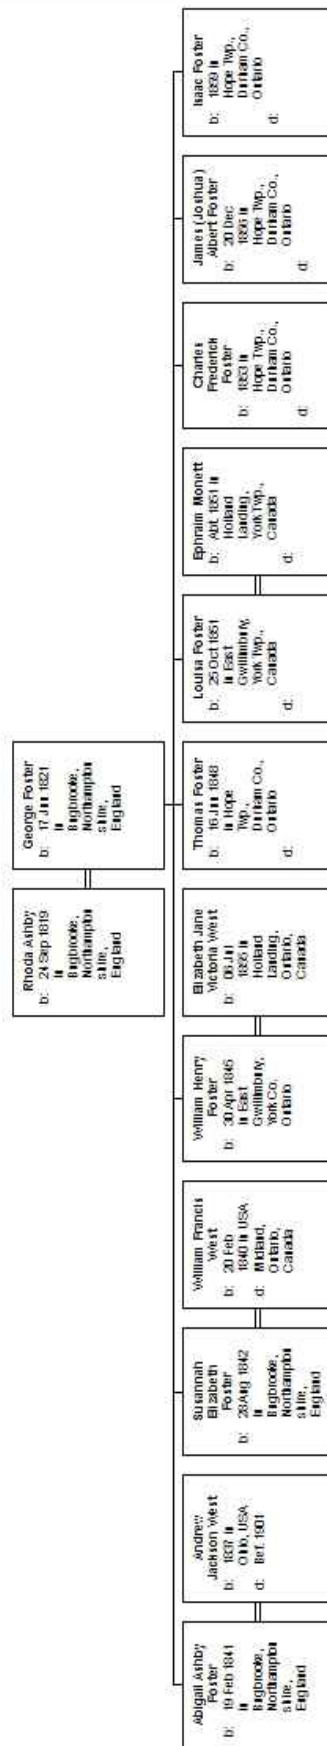 Rhoda Ashby
b: 24 Sep 1819
in
Bugbrooke,
Northampton
shire,
England
George Foster
b: 17 Jun 1821
in
Bugbrooke,
Northampton
shire,
England
Abigail Ashby
Foster
b: 19 Feb 1841
in
Bugbrooke,
Northampton
shire,
England
Andrew
Jackson West
b: 1837 in
Ohio, USA
d: Bef. 1901
Susannah
Elizabeth
Foster
b: 28 Aug 1842
in
Bugbrooke,
Northampton
shire,
England
William Francis
West
b: 20 Feb
1840 in USA
d: Midland,
Ontario,
Canada
William Henry
Foster
b: 30 Apr 1845
in East
Gwillimbury,
York Co.
Ontario
Elizabeth Jane
Victoria West
b: 06 Jul
1855 in
Holland
Landing,
Ontario,
Canada
Thomas Foster
b: 16 Jun 1848
in Hope
Twp.,
Durham Co.,
Ontario
d:
Louisa Foster
b: 25 Oct 1851
in East
Gwillimbury,
York Twp.,
Canada
d:
Ephraim Monett
b: Abt. 1851 in
Holland
Landing,
York Twp.,
Canada
d:
Charles
Frederick
Foster
b: 1853 in
Hope Twp.,
Durham Co.,
Ontario
d:
James (Joshua)
Albert Foster
b: 20 Dec
1856 in
Hope Twp.,
Durham Co.,
Ontario
d:
Isaac Foster
b: 1859 in
Hope Twp.,
Durham Co.,
Ontario
d: